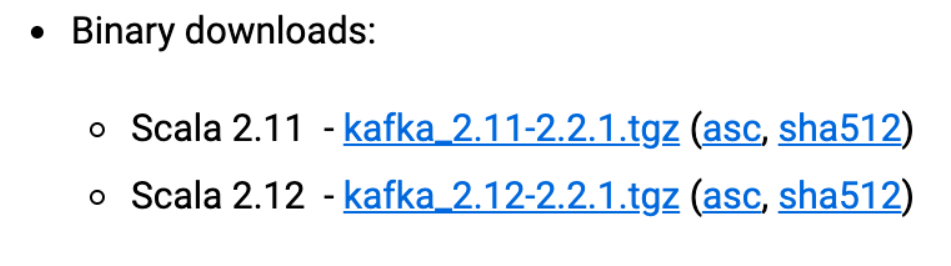 • Binary downloads:
○ Scala 2.11 - kafka_2.11-2.2.1.tgz (asc, sha512)
○ Scala 2.12 - kafka_2.12-2.2.1.tgz (asc, sha512)